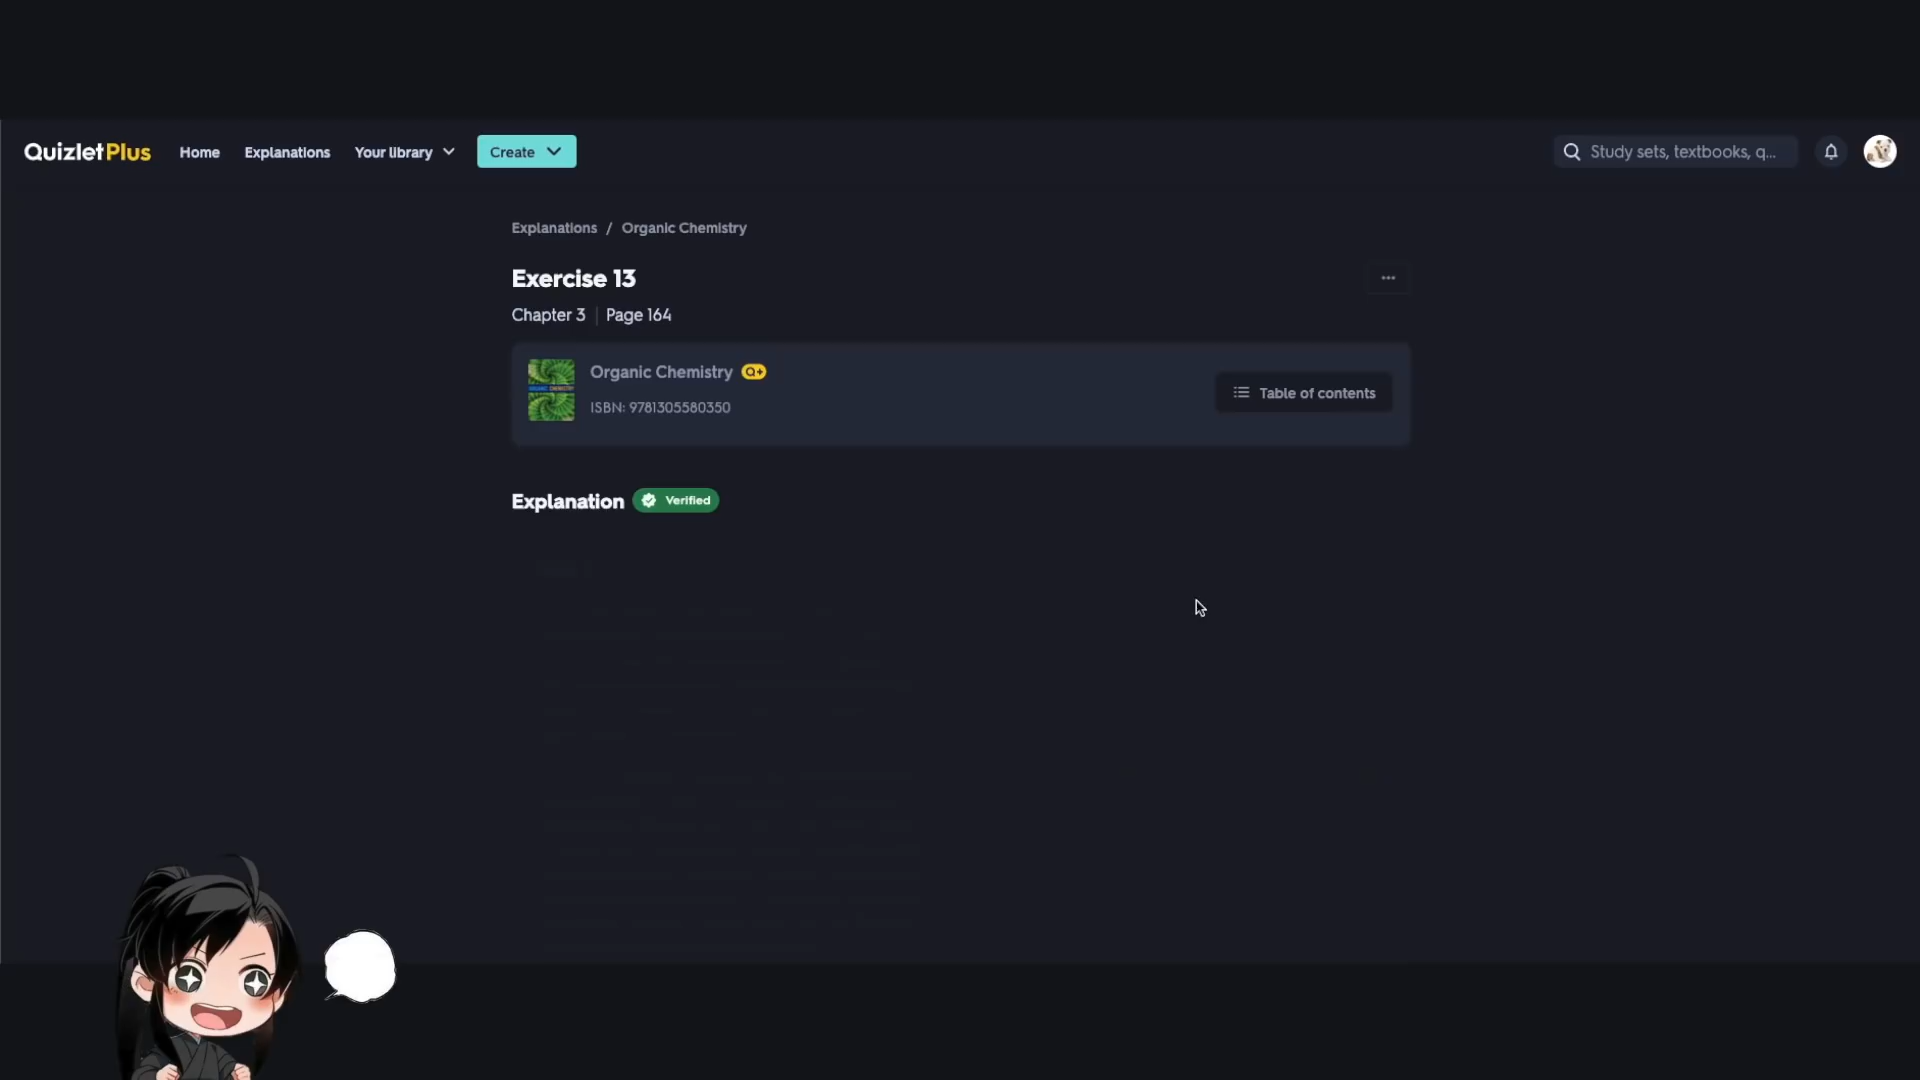 QuizletPlus Home Explanations Your library Create Study sets, textbooks, q...
Explanations / Organic Chemistry
Exercise 13
Chapter 3 | Page 164
Organic Chemistry Q+
ISBN: 9781305580350
Table of contents
Explanation Verified